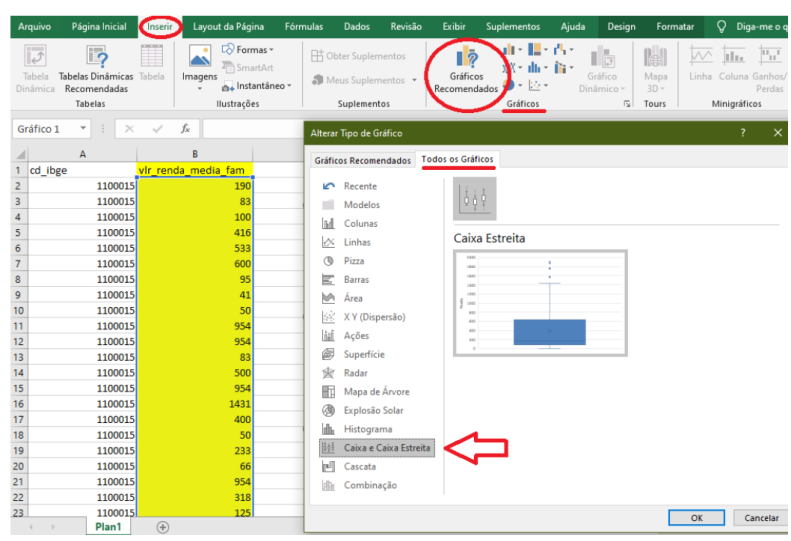 Arquivo Página Inicial Inserir Layout da Página Fórmulas Dados Revisão Exibir Suplementos Ajuda Design Formatar Diga-me o q
Tabela Dinâmica Tabelas Dinâmicas Recomendadas Tabela
Imagens Formas SmartArt Instantâneo
Obter Suplementos
Meus Suplementos
Gráficos Recomendados
Gráfico Dinâmico
Mapa 3D
Linha Coluna Ganhos/ Perdas
Tabelas Ilustrações Suplementos Gráficos Tours Minigráficos
Gráfico 1 fx
Alterar Tipo de Gráfico ? ×
Gráficos Recomendados Todos os Gráficos
A B
1 cd_ibge vlr_renda_media_fam
2 1100015 190
3 1100015 83
4 1100015 100
5 1100015 416
6 1100015 533
7 1100015 600
8 1100015 95
9 1100015 41
10 1100015 50
11 1100015 954
12 1100015 954
13 1100015 83
14 1100015 500
15 1100015 954
16 1100015 1431
17 1100015 400
18 1100015 50
19 1100015 233
20 1100015 66
21 1100015 954
22 1100015 318
23 1100015 125
Plan1
Recente
Modelos
Colunas
Linhas
Pizza
Barras
Área
X Y (Dispersão)
Ações
Superfície
Radar
Mapa de Árvore
Explosão Solar
Histograma
Caixa e Caixa Estreita
Cascata
Combinação
Caixa Estreita
OK Cancelar